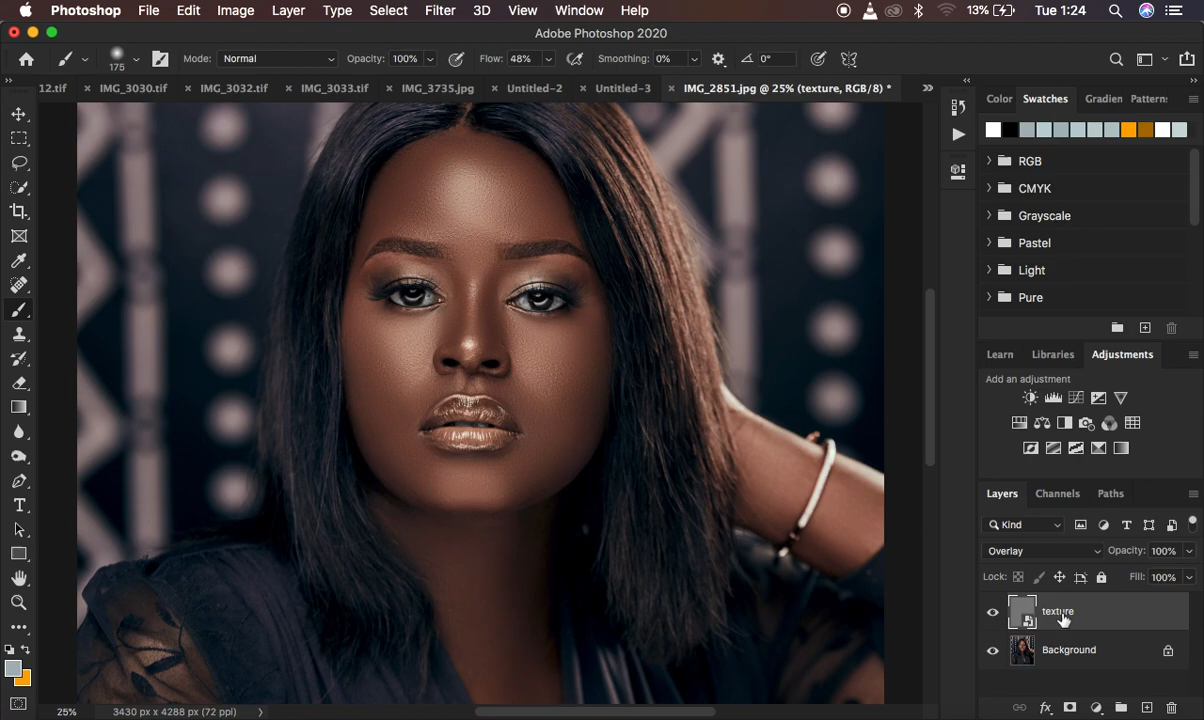 Photoshop File Edit Image Layer Type Select Filter 3D View Window Help 13% Tue 1:24
Adobe Photoshop 2020
175 Mode: Normal Opacity: 100% Flow: 48% Smoothing: 0% 0°
12.tif IMG_3030.tif IMG_3032.tif IMG_3033.tif IMG_3735.jpg Untitled-2 Untitled-3 IMG_2851.jpg @ 25% (texture, RGB/8) *
Color Swatches Gradien Pattern:
RGB
CMYK
Grayscale
Pastel
Light
Pure
Learn Libraries Adjustments
Add an adjustment
Layers Channels Paths
Kind
Overlay Opacity: 100%
Lock: Fill: 100%
texture
Background
25% 3430 px x 4288 px (72 ppi)